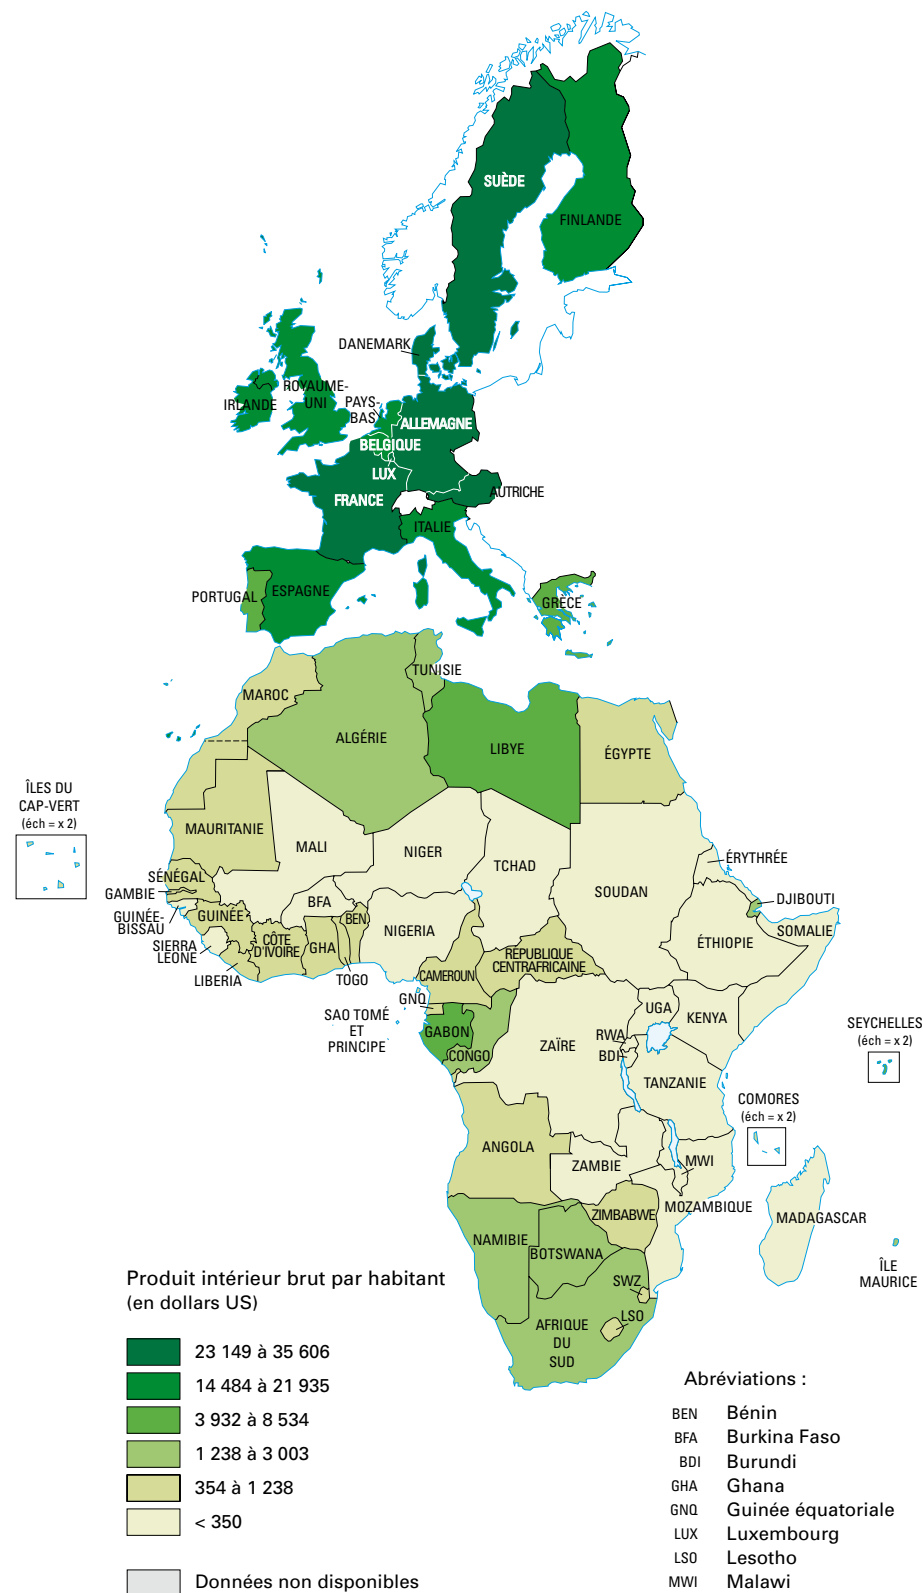 SUÈDE
FINLANDE
DANEMARK
ROYAUME-
UNI
IRLANDE
PAYS-
BAS
ALLEMAGNE
BELGIQUE
LUX
FRANCE
AUTRICHE
ITALIE
PORTUGAL
ESPAGNE
GRÈCE
TUNISIE
MAROC
ALGÉRIE
LIBYE
ÉGYPTE
ÎLES DU
CAP-VERT
(éch = x 2)
MAURITANIE
MALI
NIGER
TCHAD
SOUDAN
ÉRYTHRÉE
SÉNÉGAL
GAMBIE
GUINÉE-
BISSAU
GUINÉE
SIERRA
LEONE
LIBERIA
CÔTE
D'IVOIRE
BFA
GHA
BEN
TOGO
NIGERIA
DJIBOUTI
SOMALIE
ÉTHIOPIE
CAMEROUN
RÉPUBLIQUE
CENTRAFRICAINE
GNQ
SAO TOMÉ
ET
PRINCIPE
GABON
CONGO
ZAÏRE
UGA
KENYA
RWA
BDI
TANZANIE
SEYCHELLES
(éch = x 2)
COMORES
(éch = x 2)
ANGOLA
ZAMBIE
MWI
MOZAMBIQUE
MADAGASCAR
ZIMBABWE
NAMIBIE
BOTSWANA
ÎLE
MAURICE
SWZ
LSO
AFRIQUE
DU
SUD
Produit intérieur brut par habitant
(en dollars US)
23 149 à 35 606
14 484 à 21 935
3 932 à 8 534
1 238 à 3 003
354 à 1 238
< 350
Données non disponibles
Abréviations :
BEN Bénin
BFA Burkina Faso
BDI Burundi
GHA Ghana
GNQ Guinée équatoriale
LUX Luxembourg
LSO Lesotho
MWI Malawi